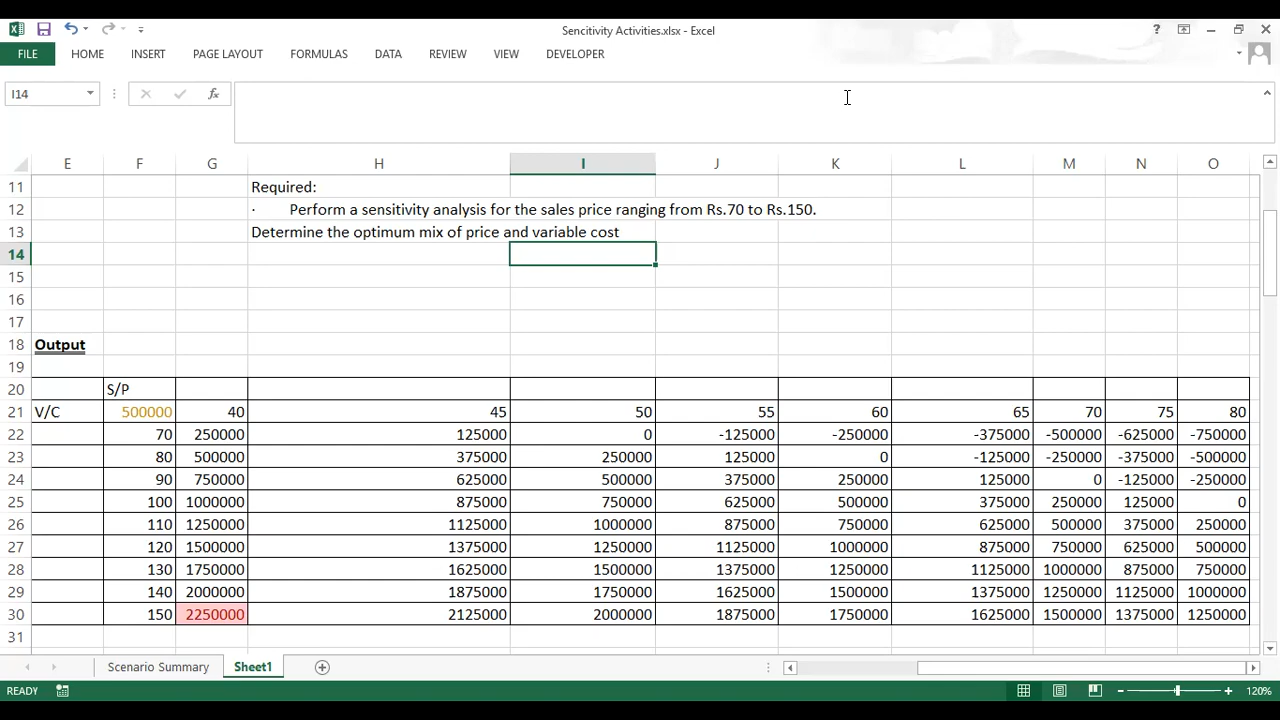 Sencitivity Activities.xlsx - Excel
FILE HOME INSERT PAGE LAYOUT FORMULAS DATA REVIEW VIEW DEVELOPER
I14 fx
E F G H I J K L M N O
11 Required:
12 · Perform a sensitivity analysis for the sales price ranging from Rs.70 to Rs.150.
13 Determine the optimum mix of price and variable cost
14
15
16
17
18 Output
19
20 S/P
21 V/C 500000 40 45 50 55 60 65 70 75 80
22 70 250000 125000 0 -125000 -250000 -375000 -500000 -625000 -750000
23 80 500000 375000 250000 125000 0 -125000 -250000 -375000 -500000
24 90 750000 625000 500000 375000 250000 125000 0 -125000 -250000
25 100 1000000 875000 750000 625000 500000 375000 250000 125000 0
26 110 1250000 1125000 1000000 875000 750000 625000 500000 375000 250000
27 120 1500000 1375000 1250000 1125000 1000000 875000 750000 625000 500000
28 130 1750000 1625000 1500000 1375000 1250000 1125000 1000000 875000 750000
29 140 2000000 1875000 1750000 1625000 1500000 1375000 1250000 1125000 1000000
30 150 2250000 2125000 2000000 1875000 1750000 1625000 1500000 1375000 1250000
31
Scenario Summary Sheet1
READY 120%